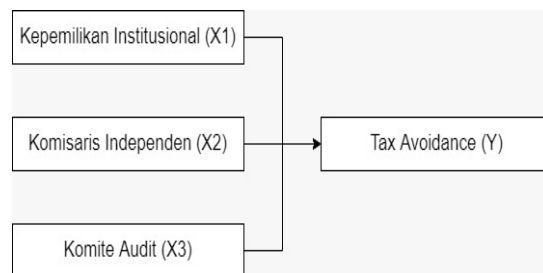 Kepemilikan Institusional (X1)
Komisaris Independen (X2)
Tax Avoidance (Y)
Komite Audit (X3)